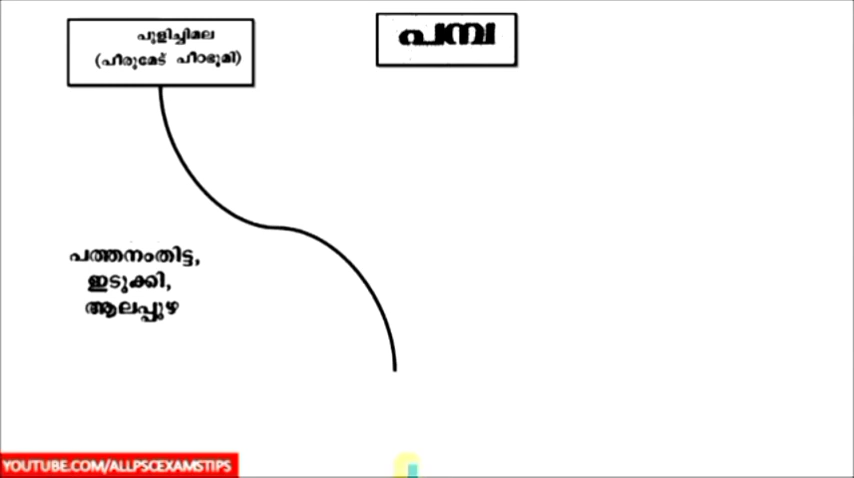 പമ്പ
പുളിച്ചിമല
(പീരുമേട് പീഠഭൂമി)
പത്തനംതിട്ട,
ഇടുക്കി,
ആലപ്പുഴ
YOUTUBE.COM/ALLPSCEXAMSTIPS